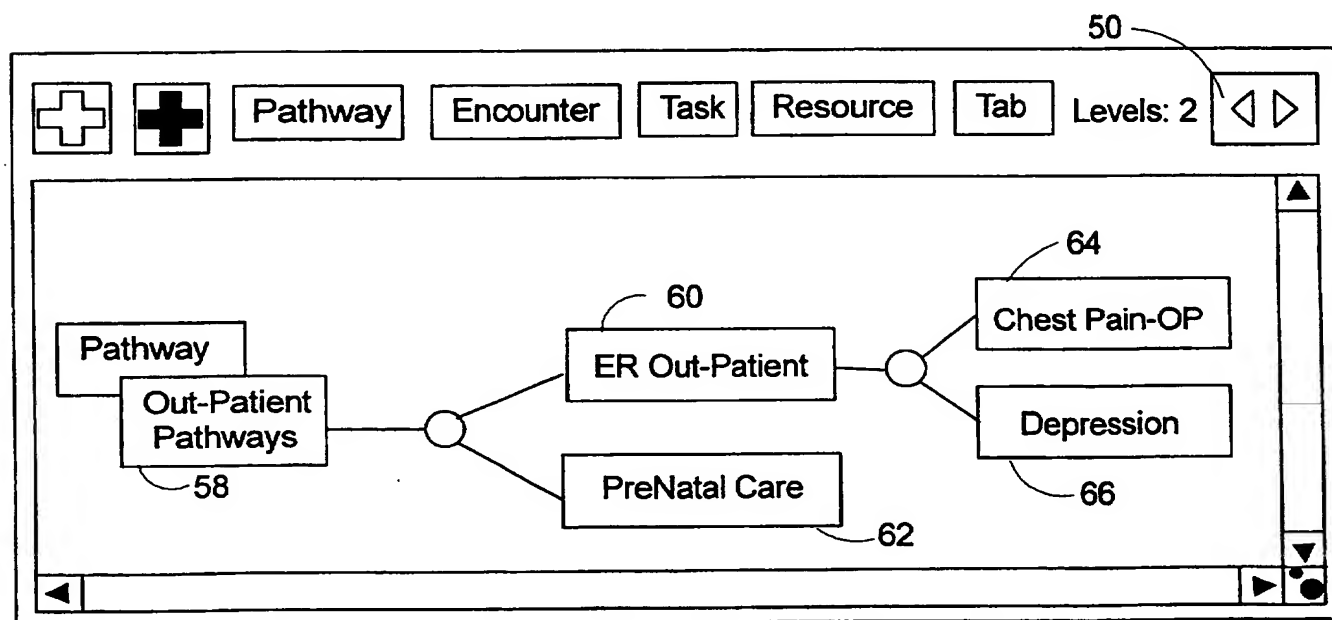 50
Pathway
Encounter
Task
Resource
Tab
Levels: 2
64
60
Chest Pain-OP
Pathway
ER Out-Patient
Out-Patient
Pathways
Depression
58
PreNatal Care
66
62